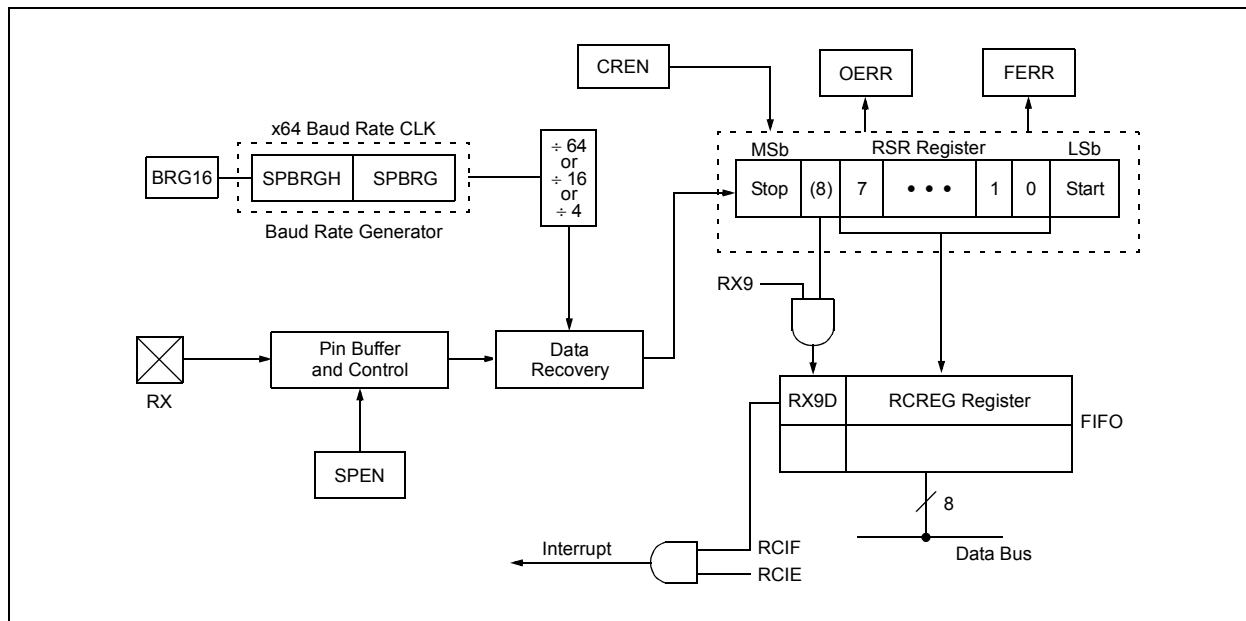 CREN
OERR
FERR
x64 Baud Rate CLK
BRG16
SPBRGH
SPBRG
Baud Rate Generator
÷ 64
or
÷ 16
or
÷ 4
MSb
RSR Register
LSb
Stop
(8)
7
• • •
1
0
Start
RX9
RX
Pin Buffer
and Control
Data
Recovery
SPEN
RX9D
RCREG Register
FIFO
8
Data Bus
Interrupt
RCIF
RCIE